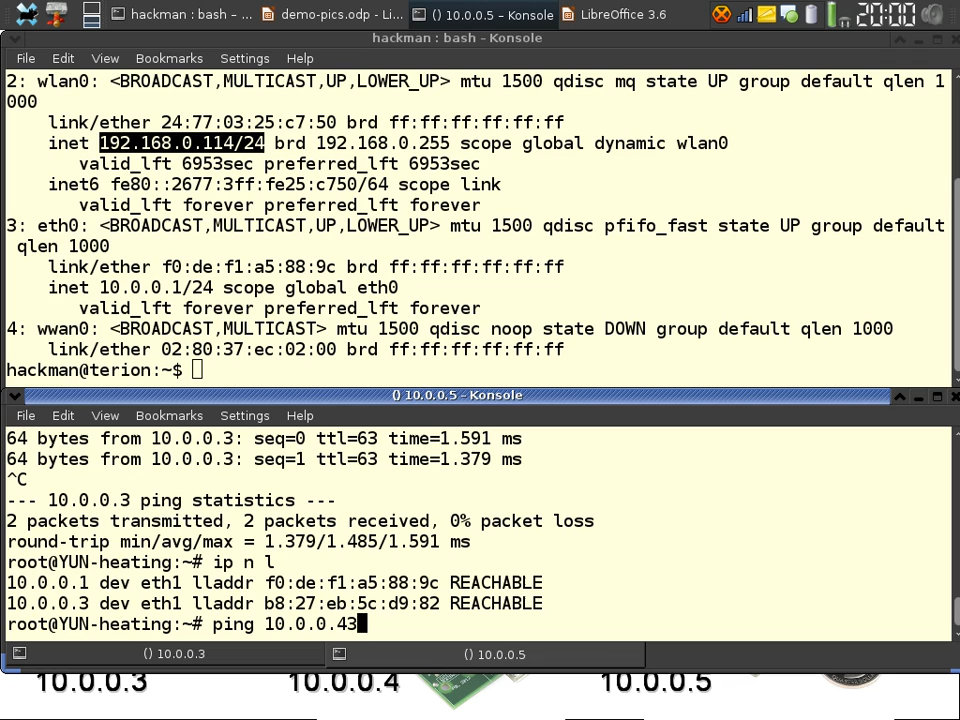 hackman : bash – ...
demo-pics.odp - Li...
() 10.0.0.5 – Konsole
LibreOffice 3.6
20:00
hackman : bash – Konsole
File Edit View Bookmarks Settings Help
2: wlan0: <BROADCAST,MULTICAST,UP,LOWER_UP> mtu 1500 qdisc mq state UP group default qlen 1
000
link/ether 24:77:03:25:c7:50 brd ff:ff:ff:ff:ff:ff
inet 192.168.0.114/24 brd 192.168.0.255 scope global dynamic wlan0
valid_lft 6953sec preferred_lft 6953sec
inet6 fe80::2677:3ff:fe25:c750/64 scope link
valid_lft forever preferred_lft forever
3: eth0: <BROADCAST,MULTICAST,UP,LOWER_UP> mtu 1500 qdisc pfifo_fast state UP group default
qlen 1000
link/ether f0:de:f1:a5:88:9c brd ff:ff:ff:ff:ff:ff
inet 10.0.0.1/24 scope global eth0
valid_lft forever preferred_lft forever
4: wwan0: <BROADCAST,MULTICAST> mtu 1500 qdisc noop state DOWN group default qlen 1000
link/ether 02:80:37:ec:02:00 brd ff:ff:ff:ff:ff:ff
hackman@terion:~$
() 10.0.0.5 – Konsole
File Edit View Bookmarks Settings Help
64 bytes from 10.0.0.3: seq=0 ttl=63 time=1.591 ms
64 bytes from 10.0.0.3: seq=1 ttl=63 time=1.379 ms
^C
--- 10.0.0.3 ping statistics ---
2 packets transmitted, 2 packets received, 0% packet loss
round-trip min/avg/max = 1.379/1.485/1.591 ms
root@YUN-heating:~# ip n l
10.0.0.1 dev eth1 lladdr f0:de:f1:a5:88:9c REACHABLE
10.0.0.3 dev eth1 lladdr b8:27:eb:5c:d9:82 REACHABLE
root@YUN-heating:~# ping 10.0.0.43
() 10.0.0.3
() 10.0.0.5
10.0.0.3 10.0.0.4 10.0.0.5